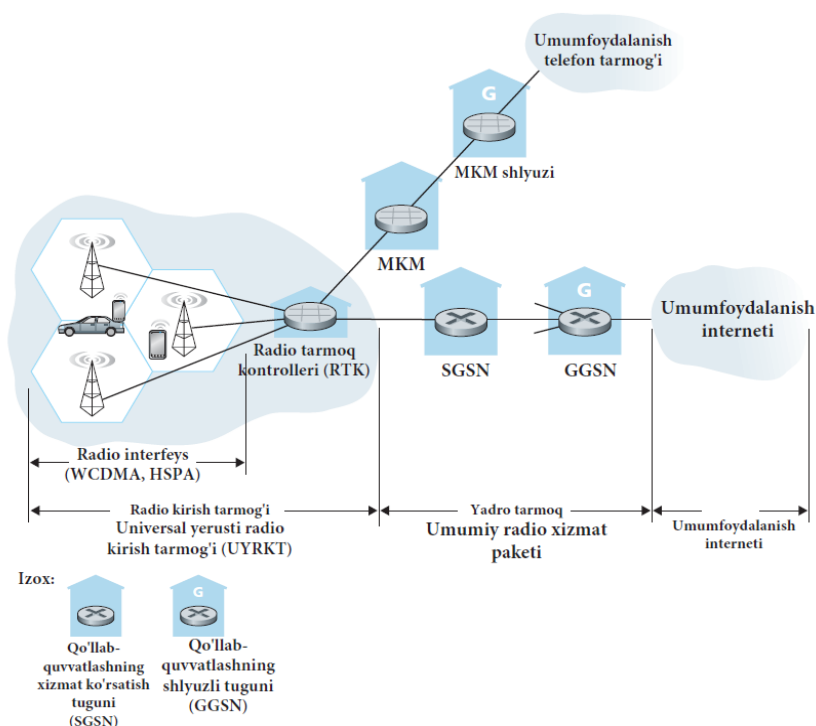 Umumfoydalanish
telefon tarmog'i
G
MKM shlyuzi
MKM
G
Umumfoydalanish
interneti
Radio tarmoq
kontrolleri (RTK)
SGSN
GGSN
Radio interfeys
(WCDMA, HSPA)
Radio kirish tarmog'i
Universal yerusti radio
kirish tarmog'i (UYRKT)
Yadro tarmoq
Umumiy radio xizmat
paketi
Umumfoydalanish
interneti
Izox:
G
Qo'llab-
quvvatlashning
xizmat ko'rsatish
tuguni
(SGSN)
Qo'llab-
quvvatlashning
shlyuzli tuguni
(GGSN)